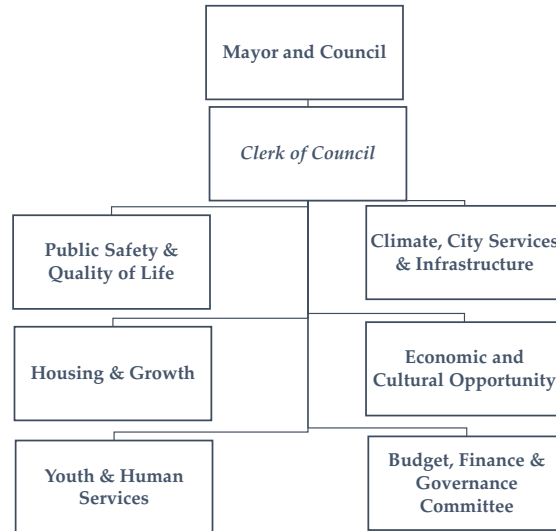 Mayor and Council
Clerk of Council
Public Safety &
Quality of Life
Climate, City Services
& Infrastructure
Housing & Growth
Economic and
Cultural Opportunity
Youth & Human
Services
Budget, Finance &
Governance
Committee